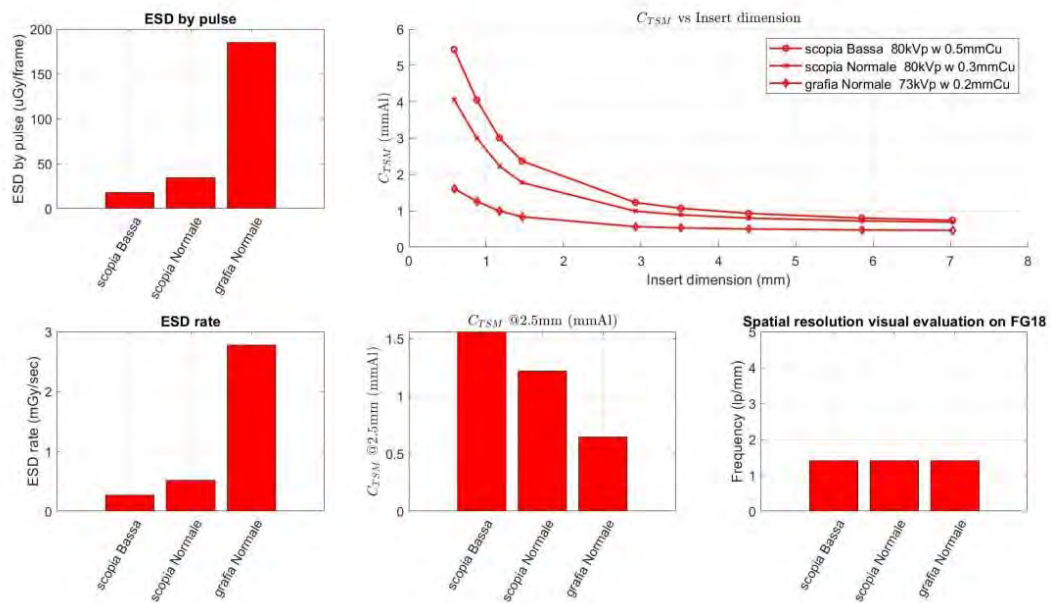 ESD by pulse
ESD by pulse (uGy/frame)
200
150
100
50
0
scopia Bassa
scopia Normale
grafia Normale
C_TSM vs Insert dimension
C_TSM (mmAl)
6
5
4
3
2
1
0
0 1 2 3 4 5 6 7 8
Insert dimension (mm)
scopia Bassa 80kVp w 0.5mmCu
scopia Normale 80kVp w 0.3mmCu
grafia Normale 73kVp w 0.2mmCu
ESD rate
ESD rate (mGy/sec)
3
2
1
0
scopia Bassa
scopia Normale
grafia Normale
C_TSM @2.5mm (mmAl)
C_TSM @2.5mm (mmAl)
1.5
1
0.5
0
scopia Bassa
scopia Normale
grafia Normale
Spatial resolution visual evaluation on FG18
Frequency (lp/mm)
5
4
3
2
1
0
scopia Bassa
scopia Normale
grafia Normale